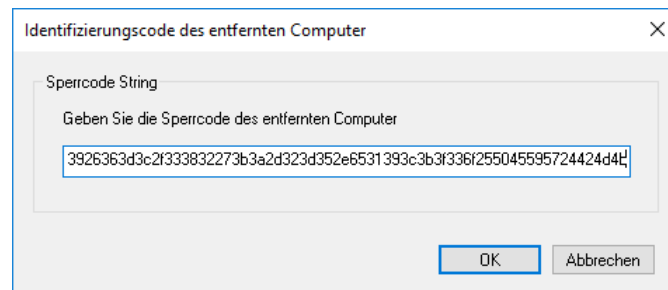 Identifizierungscode des entfernten Computer
Sperrcode String
Geben Sie die Sperrcode des entfernten Computer
3926363d3c2f333832273b3a2d323d352e6531393c3b3f336f255045595724424d4
OK
Abbrechen